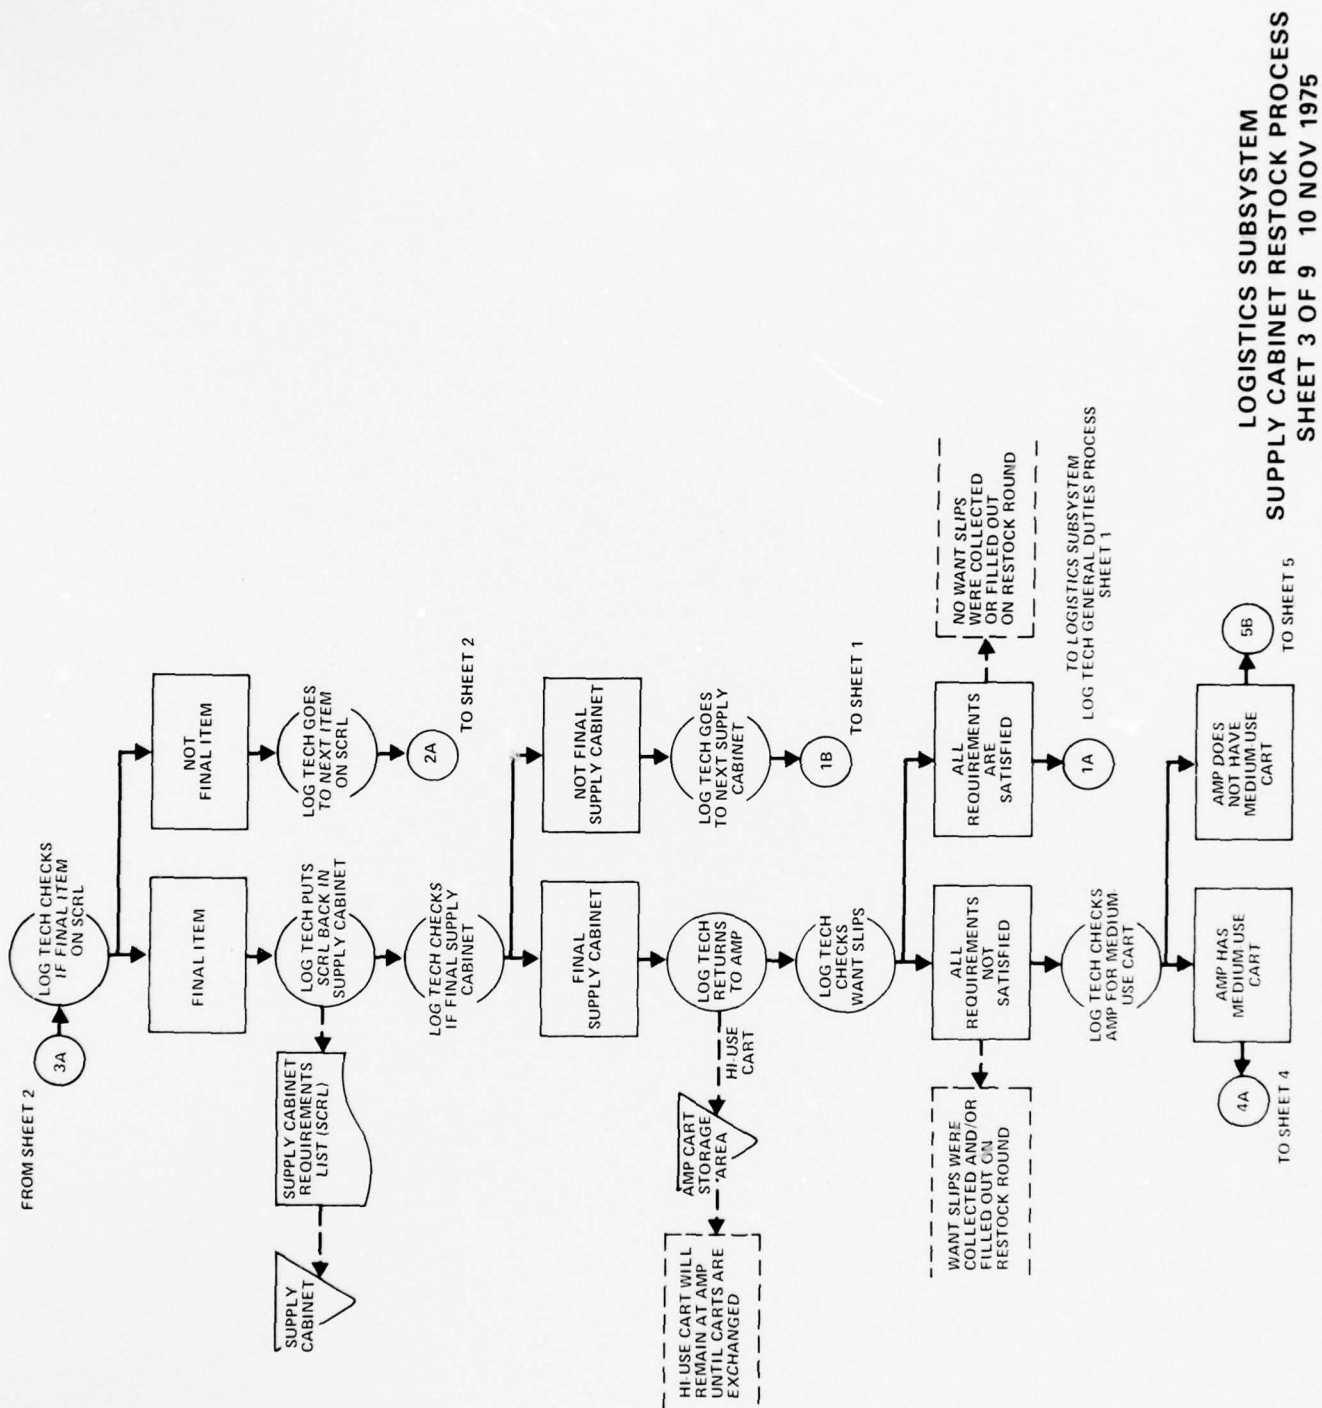 FROM SHEET 2
3A
LOG TECH CHECKS
IF FINAL ITEM
ON SCRL
FINAL ITEM
NOT
FINAL ITEM
SUPPLY
CABINET
SUPPLY CABINET
REQUIREMENTS
LIST (SCRL)
LOG TECH PUTS
SCRL BACK IN
SUPPLY CABINET
LOG TECH GOES
TO NEXT ITEM
ON SCRL
2A
TO SHEET 2
LOG TECH CHECKS
IF FINAL SUPPLY
CABINET
FINAL
SUPPLY CABINET
NOT FINAL
SUPPLY CABINET
HI-USE CART WILL
REMAIN AT AMP
UNTIL CARTS ARE
EXCHANGED
AMP CART
STORAGE
AREA
HI-USE
CART
LOG TECH
RETURNS
TO AMP
LOG TECH GOES
TO NEXT SUPPLY
CABINET
1B
TO SHEET 1
LOG TECH
CHECKS
WANT SLIPS
WANT SLIPS WERE
COLLECTED AND/OR
FILLED OUT ON
RESTOCK ROUND
ALL
REQUIREMENTS
NOT
SATISFIED
ALL
REQUIREMENTS
ARE
SATISFIED
NO WANT SLIPS
WERE COLLECTED
OR FILLED OUT
ON RESTOCK ROUND
LOG TECH CHECKS
AMP FOR MEDIUM-
USE CART
1A
TO LOGISTICS SUBSYSTEM
LOG TECH GENERAL DUTIES PROCESS
SHEET 1
4A
TO SHEET 4
AMP HAS
MEDIUM-USE
CART
AMP DOES
NOT HAVE
MEDIUM-USE
CART
5B
TO SHEET 5
LOGISTICS SUBSYSTEM
SUPPLY CABINET RESTOCK PROCESS
SHEET 3 OF 9 10 NOV 1975